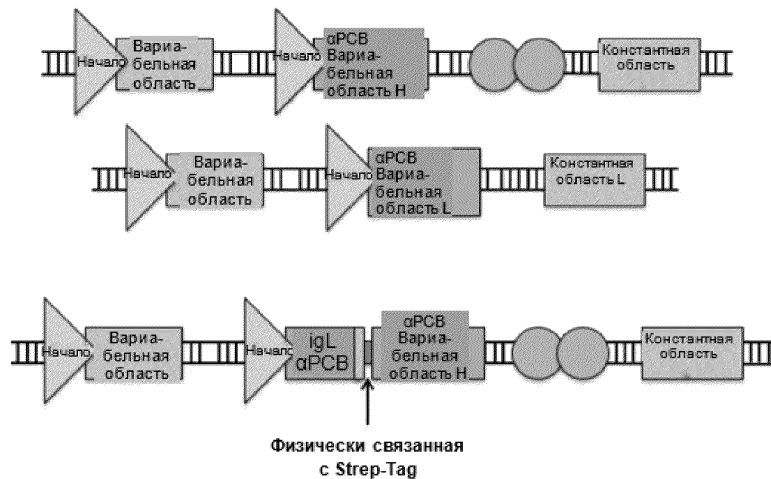 Начало
Вариа-
бельная
область
Начало
αPCB
Вариа-
бельная
область H
Константная
область
Начало
Вариа-
бельная
область
Начало
αPCB
Вариа-
бельная
область L
Константная
область L
Начало
Вариа-
бельная
область
Начало
igL
αPCB
αPCB
Вариа-
бельная
область H
Константная
область
Физически связанная
с Strep-Tag